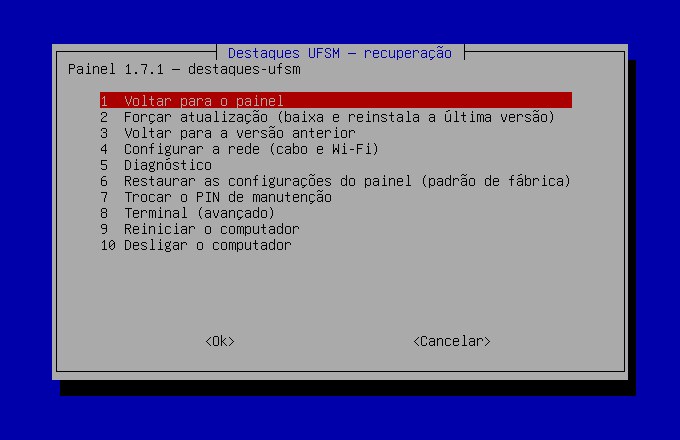 Destaques UFSM — recuperação
Painel 1.7.1 — destaques-ufsm
1 Voltar para o painel
2 Forçar atualização (baixa e reinstala a última versão)
3 Voltar para a versão anterior
4 Configurar a rede (cabo e Wi-Fi)
5 Diagnóstico
6 Restaurar as configurações do painel (padrão de fábrica)
7 Trocar o PIN de manutenção
8 Terminal (avançado)
9 Reiniciar o computador
10 Desligar o computador
<Ok> <Cancelar>